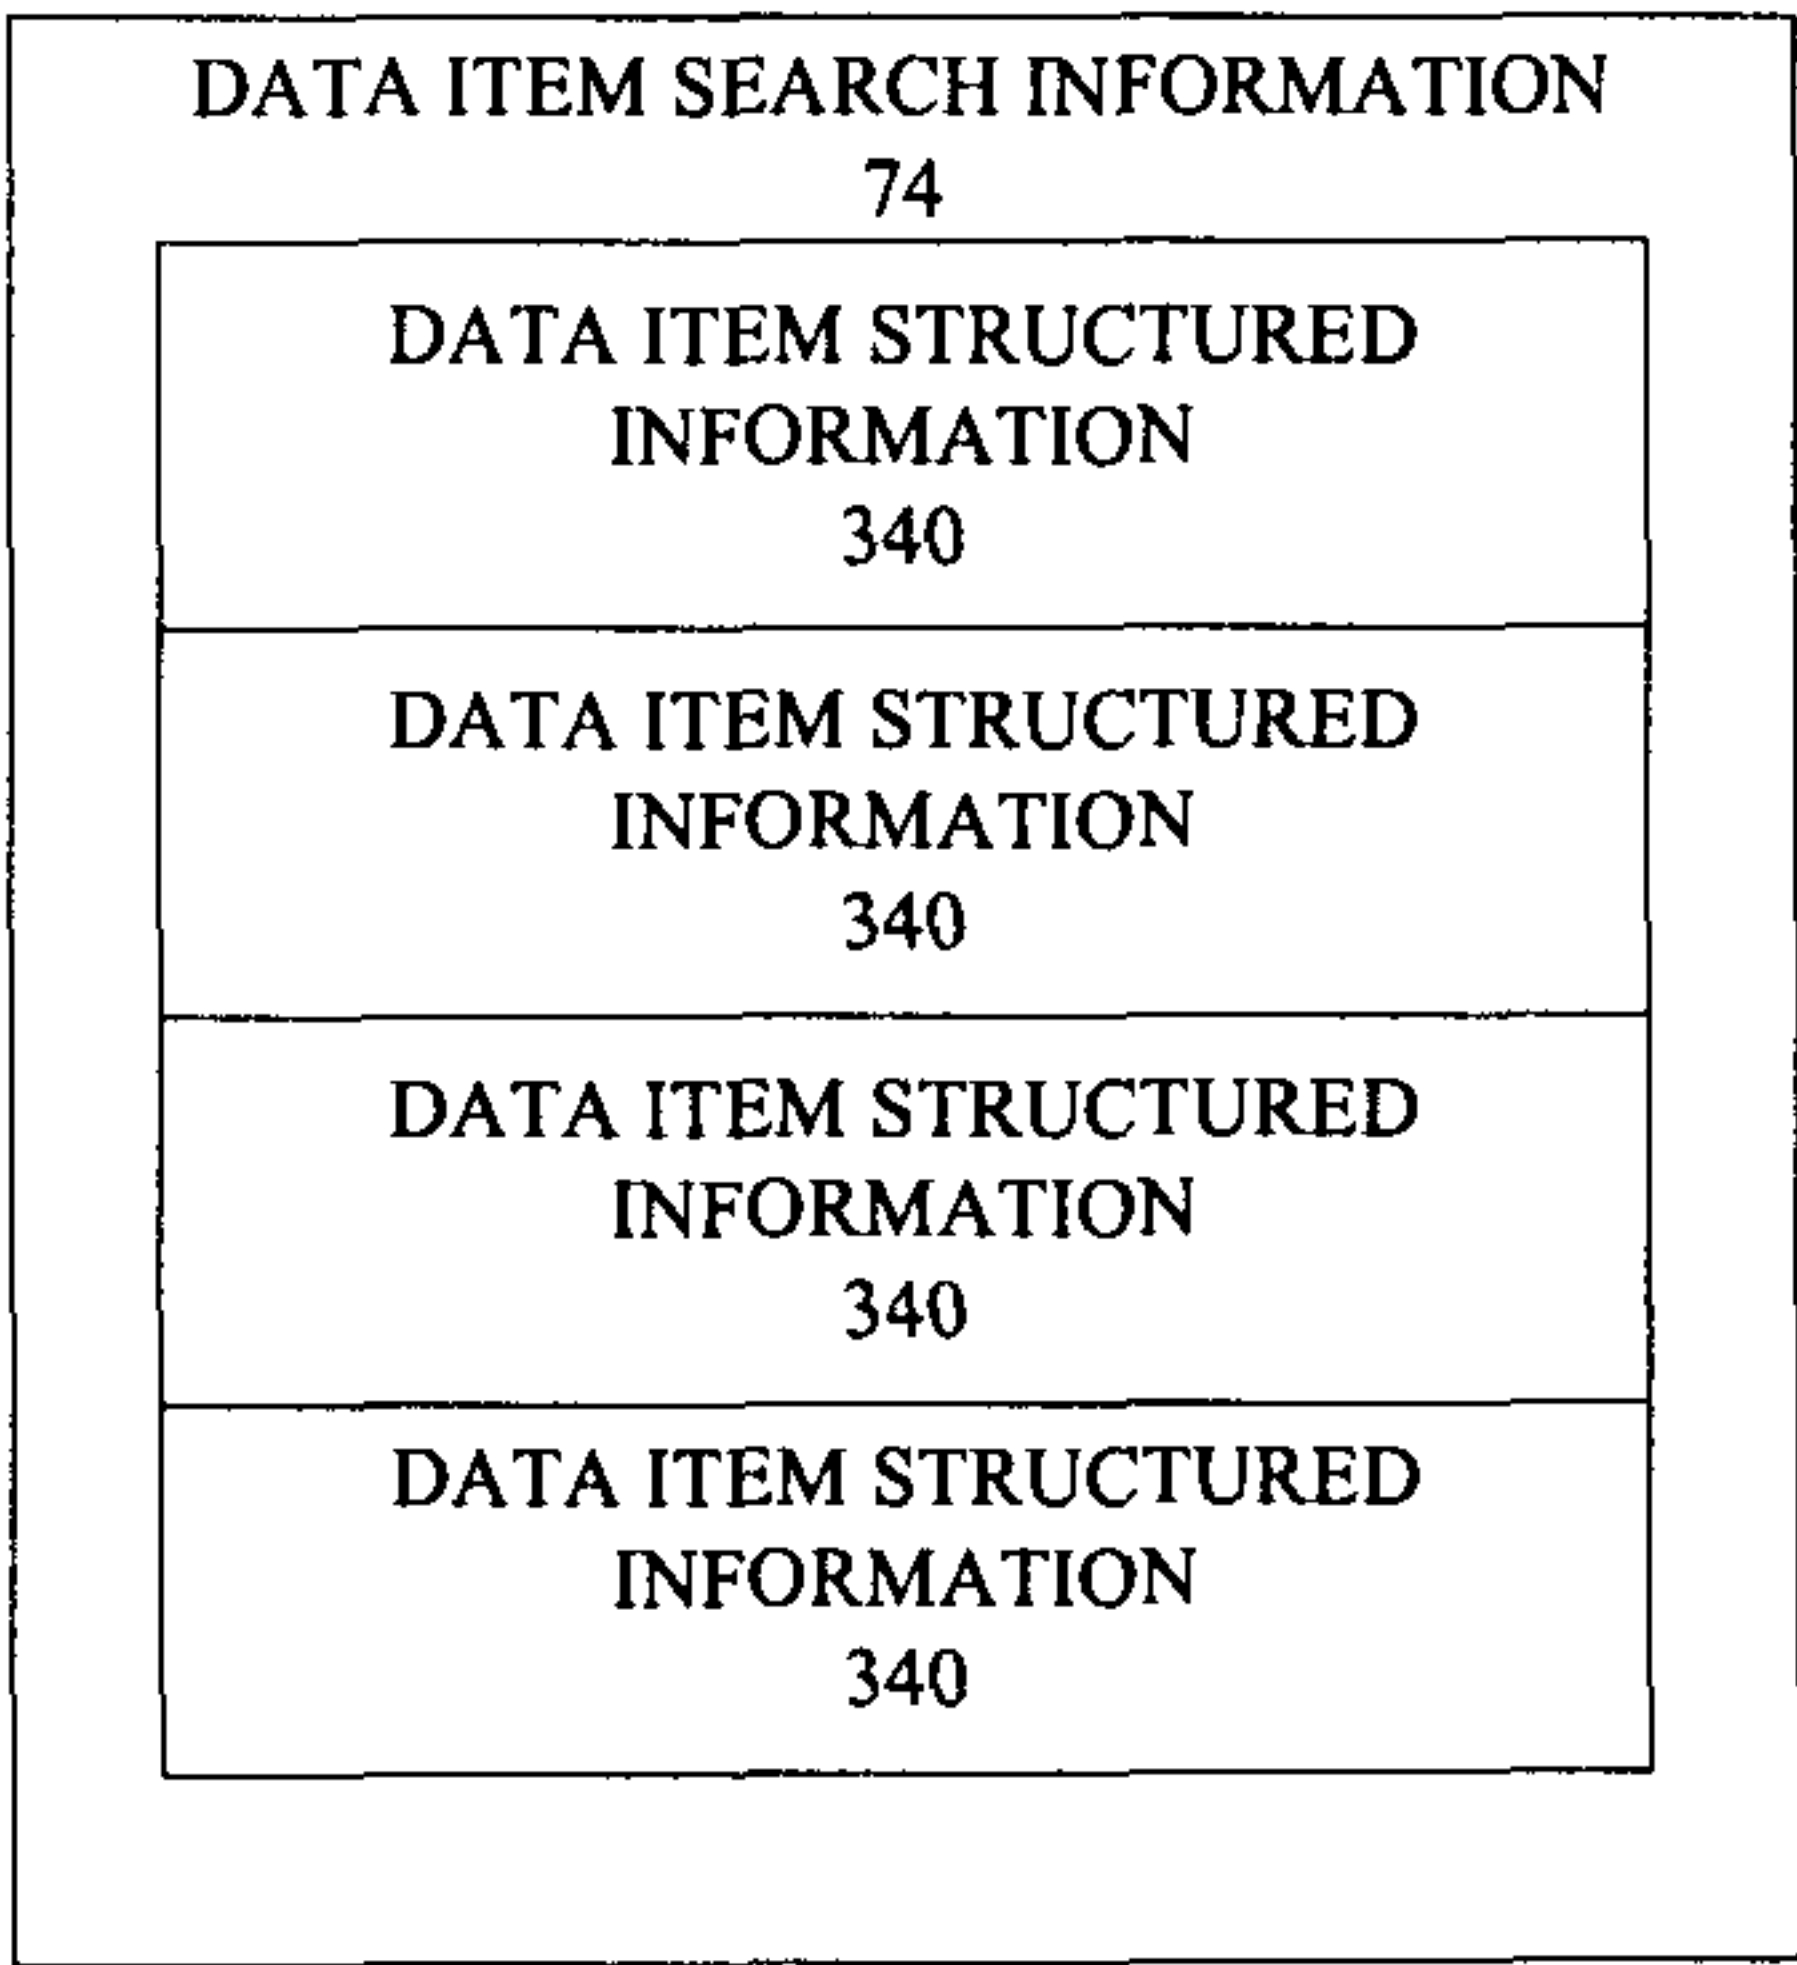 DATA ITEM SEARCH INFORMATION
74
DATA ITEM STRUCTURED
INFORMATION
340
DATA ITEM STRUCTURED
INFORMATION
340
DATA ITEM STRUCTURED
INFORMATION
340
DATA ITEM STRUCTURED
INFORMATION
340